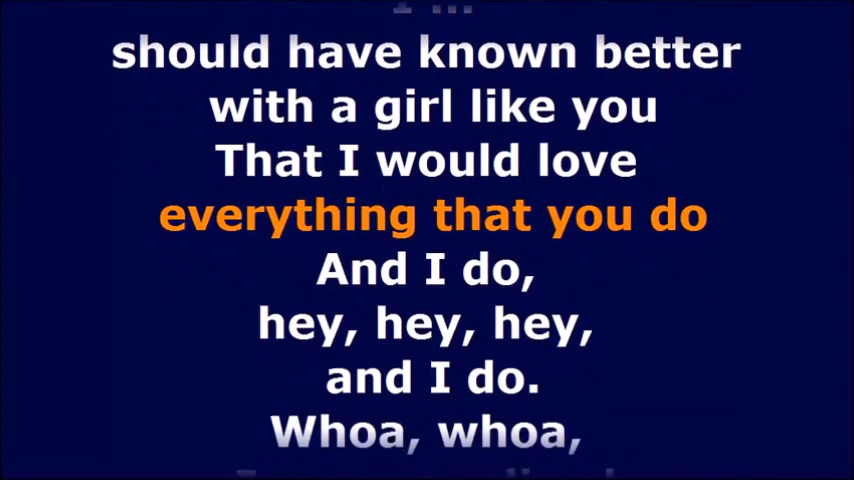 I ...
should have known better
with a girl like you
That I would love
everything that you do
And I do,
hey, hey, hey,
and I do.
Whoa, whoa,